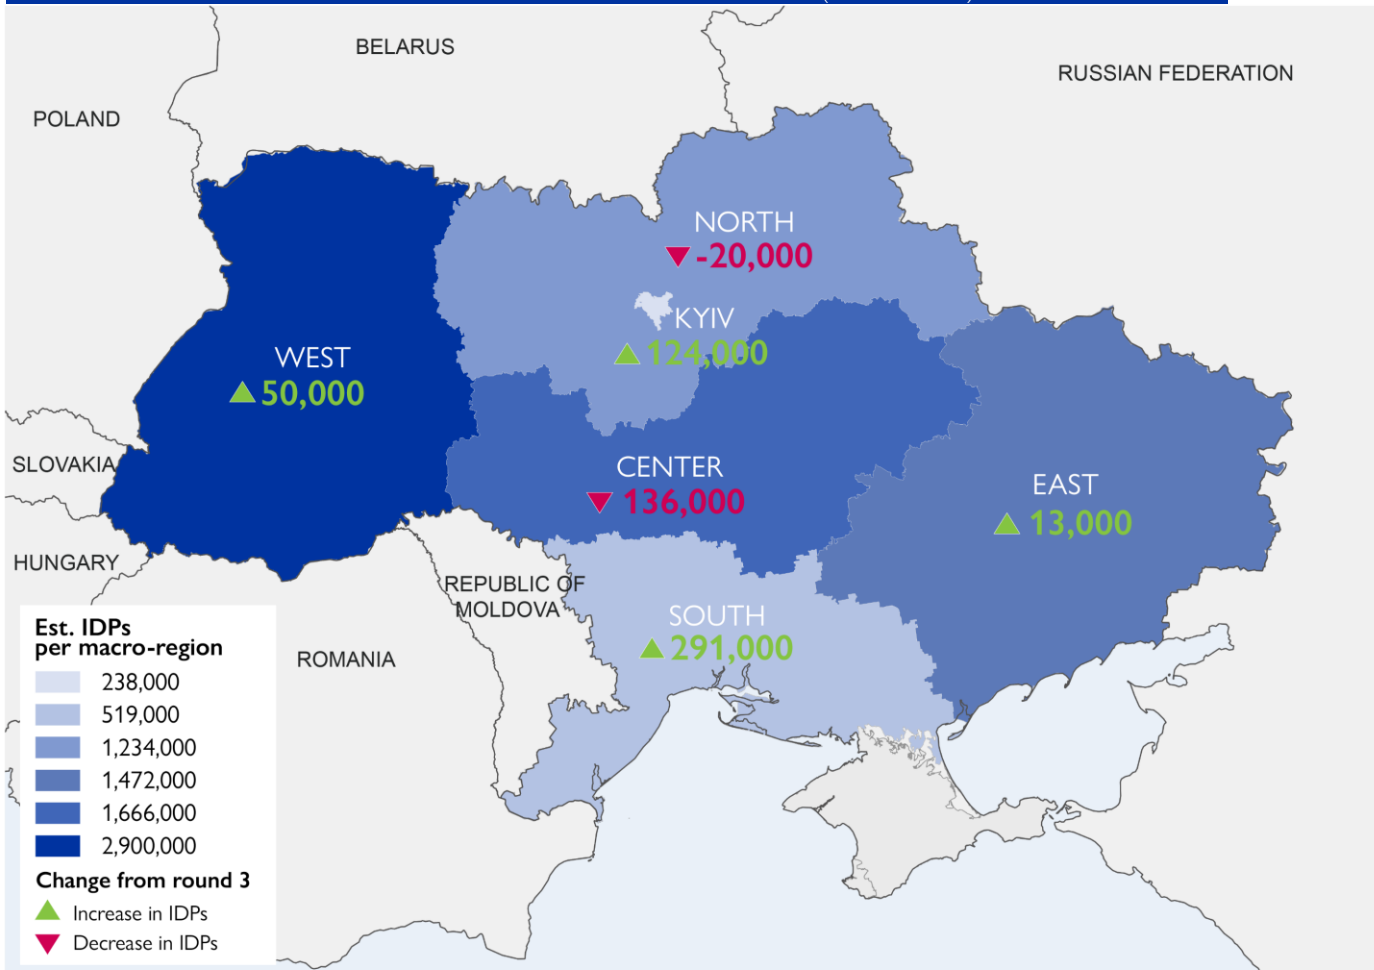 BELARUS
RUSSIAN FEDERATION
POLAND
NORTH
-20,000
KYIV
124,000
WEST
50,000
CENTER
136,000
SLOVAKIA
EAST
13,000
HUNGARY
REPUBLIC OF
MOLDOVA
SOUTH
291,000
ROMANIA
Est. IDPs
per macro-region
238,000
519,000
1,234,000
1,472,000
1,666,000
2,900,000
Change from round 3
Increase in IDPs
Decrease in IDPs